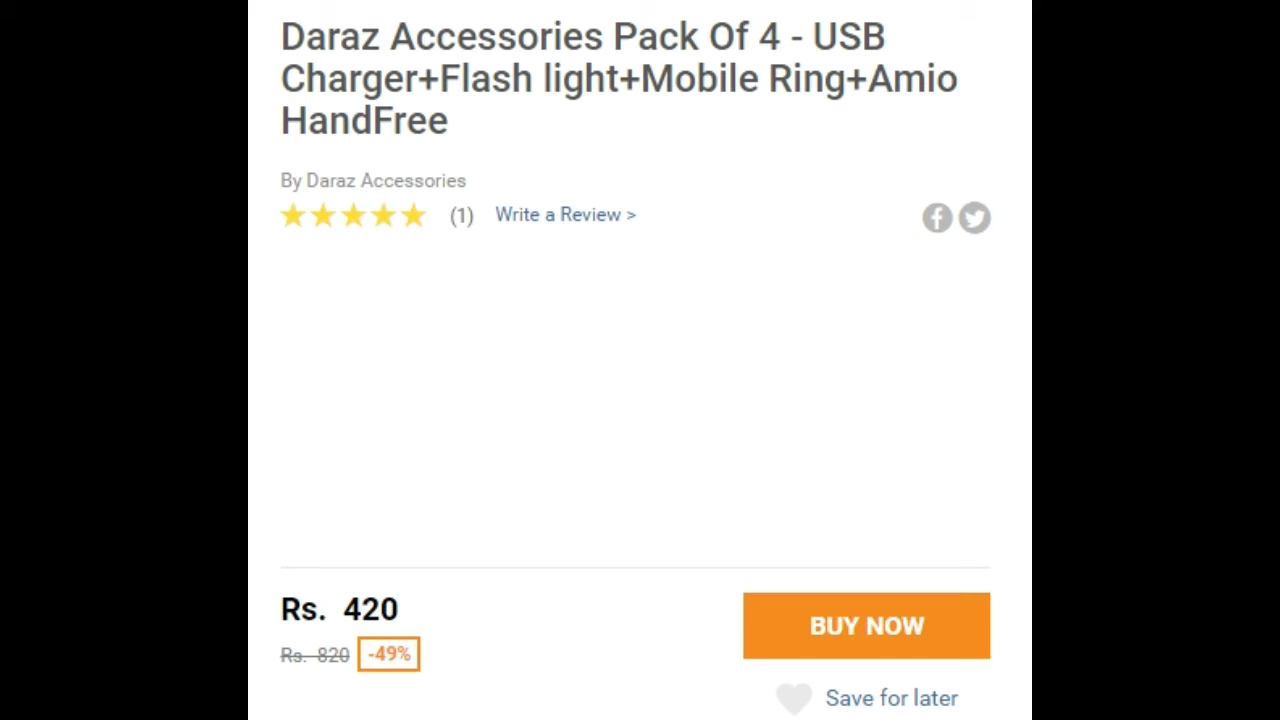 Daraz Accessories Pack Of 4 - USB
Charger+Flash light+Mobile Ring+Amio
HandFree
By Daraz Accessories
(1) Write a Review >
Rs. 420
BUY NOW
Rs. 820 -49%
Save for later